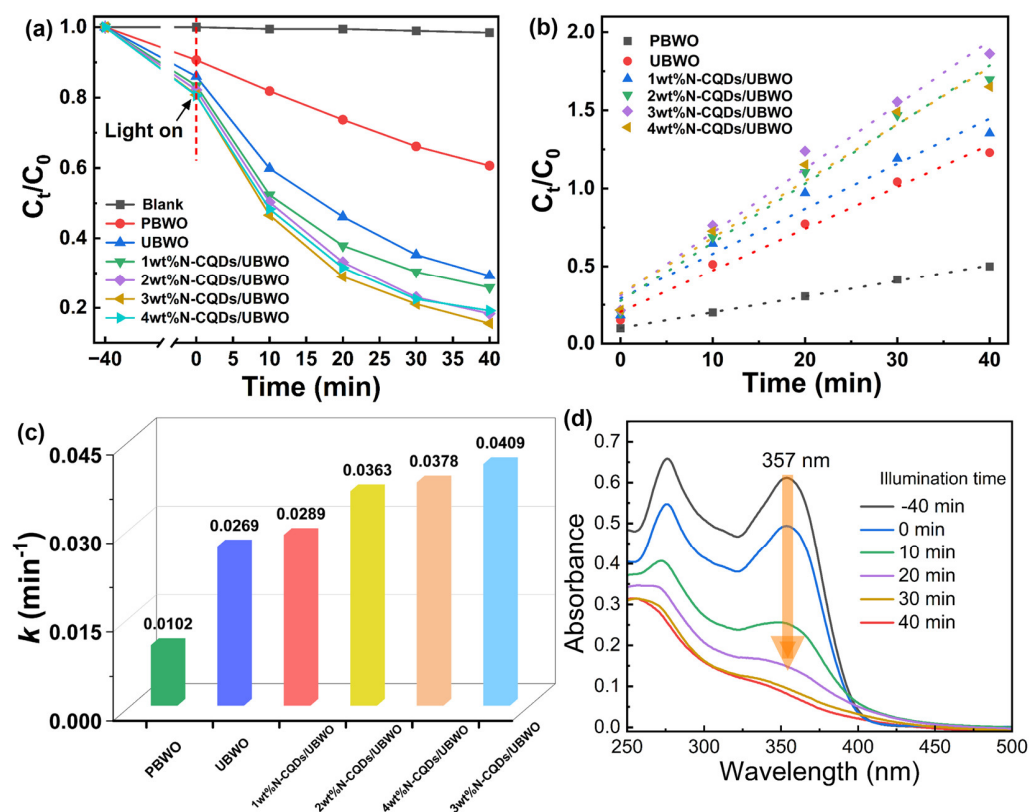 (a)
C_t/C_0
1.0
0.8
0.6
0.4
0.2
Light on
Blank
PBWO
UBWO
1wt%N-CQDs/UBWO
2wt%N-CQDs/UBWO
3wt%N-CQDs/UBWO
4wt%N-CQDs/UBWO
−40 0 5 10 15 20 25 30 35 40
Time (min)
(b)
C_t/C_0
2.0
1.5
1.0
0.5
0.0
PBWO
UBWO
1wt%N-CQDs/UBWO
2wt%N-CQDs/UBWO
3wt%N-CQDs/UBWO
4wt%N-CQDs/UBWO
0 10 20 30 40
Time (min)
(c)
k (min⁻¹)
0.045
0.030
0.015
0.000
0.0102
0.0269
0.0289
0.0363
0.0378
0.0409
PBWO
UBWO
1wt%N-CQDs/UBWO
2wt%N-CQDs/UBWO
4wt%N-CQDs/UBWO
3wt%N-CQDs/UBWO
(d)
Absorbance
0.7
0.6
0.5
0.4
0.3
0.2
0.1
0.0
357 nm
Illumination time
-40 min
0 min
10 min
20 min
30 min
40 min
250 300 350 400 450 500
Wavelength (nm)